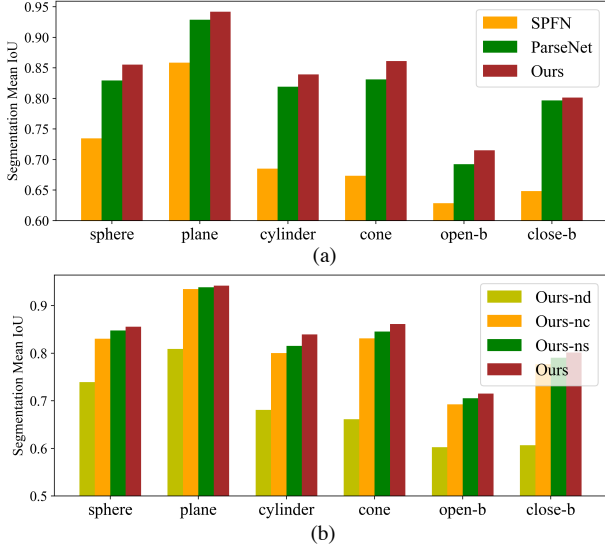 0.95
0.90
0.85
0.80
0.75
0.70
0.65
0.60
Segmentation Mean IoU
SPFN
ParseNet
Ours
sphere plane cylinder cone open-b close-b
(a)
0.9
0.8
0.7
0.6
0.5
Segmentation Mean IoU
Ours-nd
Ours-nc
Ours-ns
Ours
sphere plane cylinder cone open-b close-b
(b)